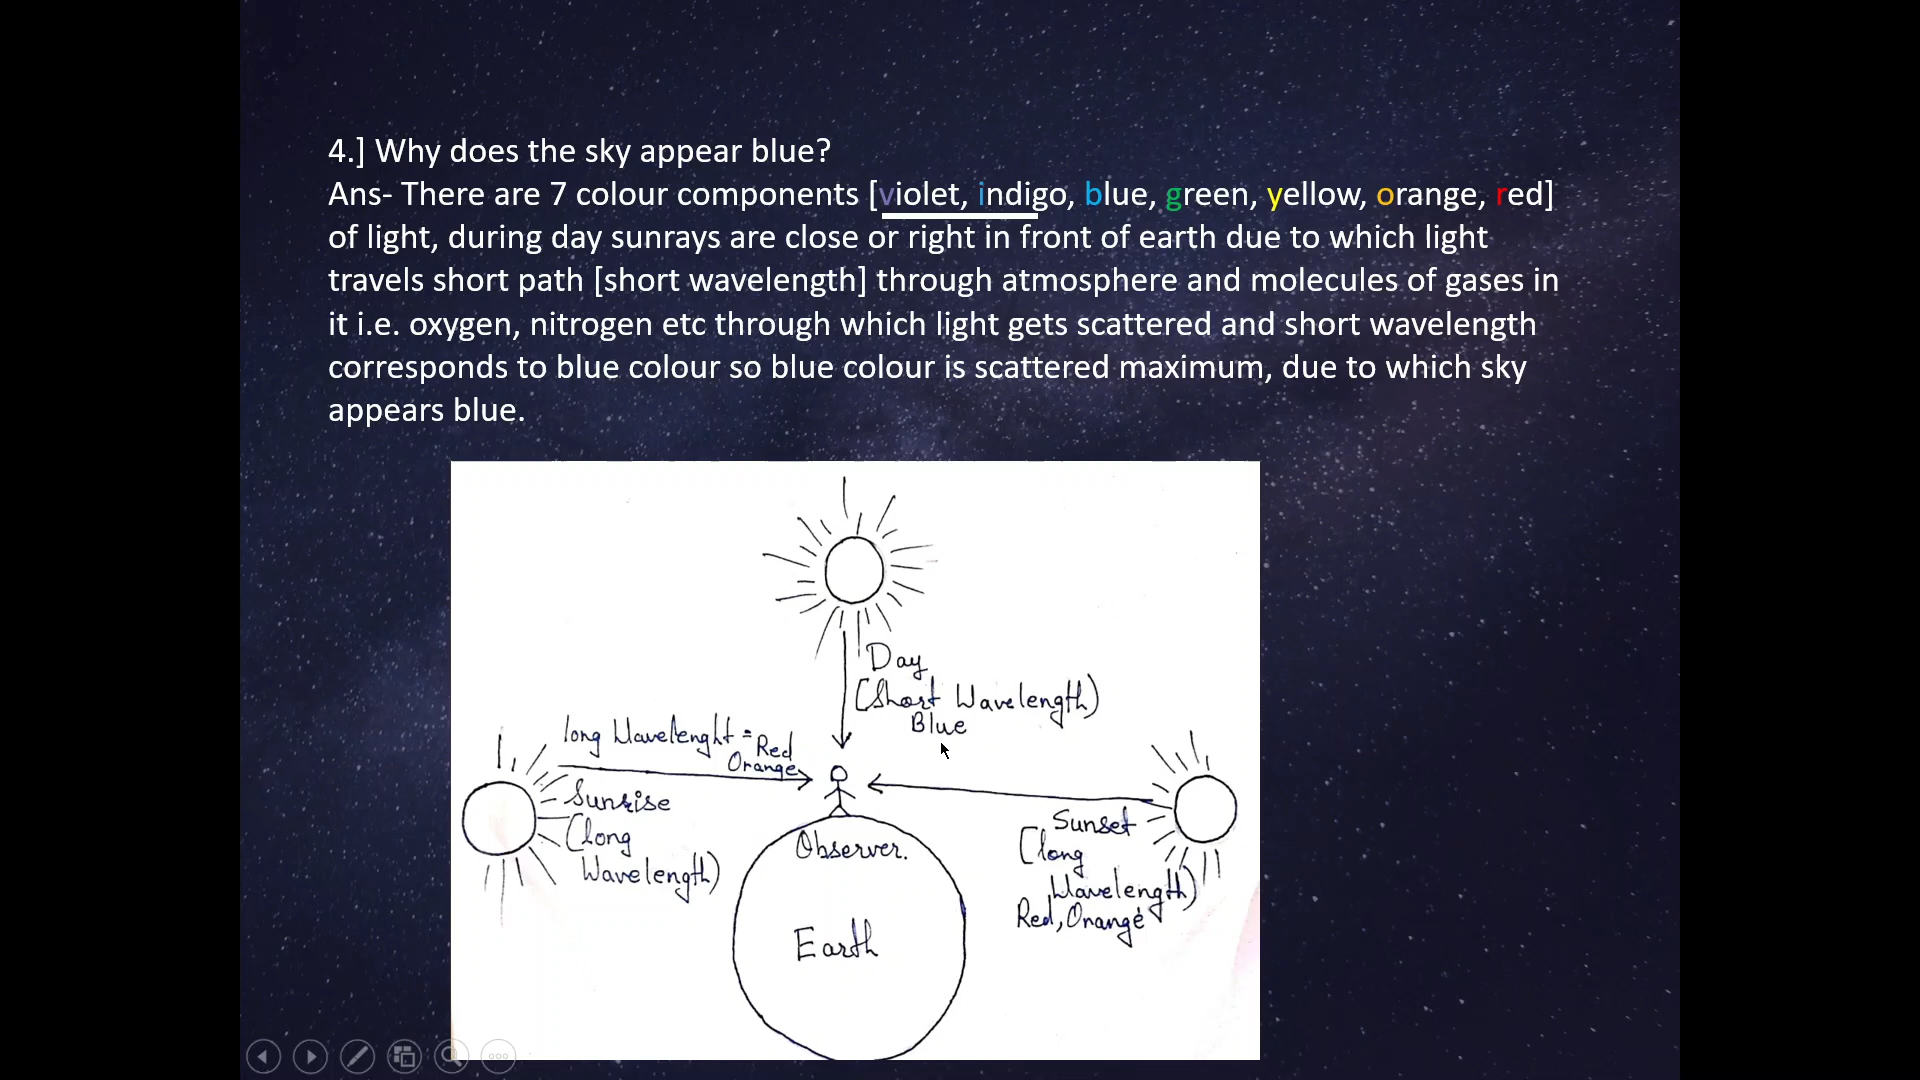 4.] Why does the sky appear blue?
Ans- There are 7 colour components [violet, indigo, blue, green, yellow, orange, red]
of light, during day sunrays are close or right in front of earth due to which light
travels short path [short wavelength] through atmosphere and molecules of gases in
it i.e. oxygen, nitrogen etc through which light gets scattered and short wavelength
corresponds to blue colour so blue colour is scattered maximum, due to which sky
appears blue.
Day
(Short Wavelength)
Blue
long Wavelenght = Red
Orange
Sunrise
(long
Wavelength)
Sunset
(long
Wavelength)
Red, Orange
Observer.
Earth